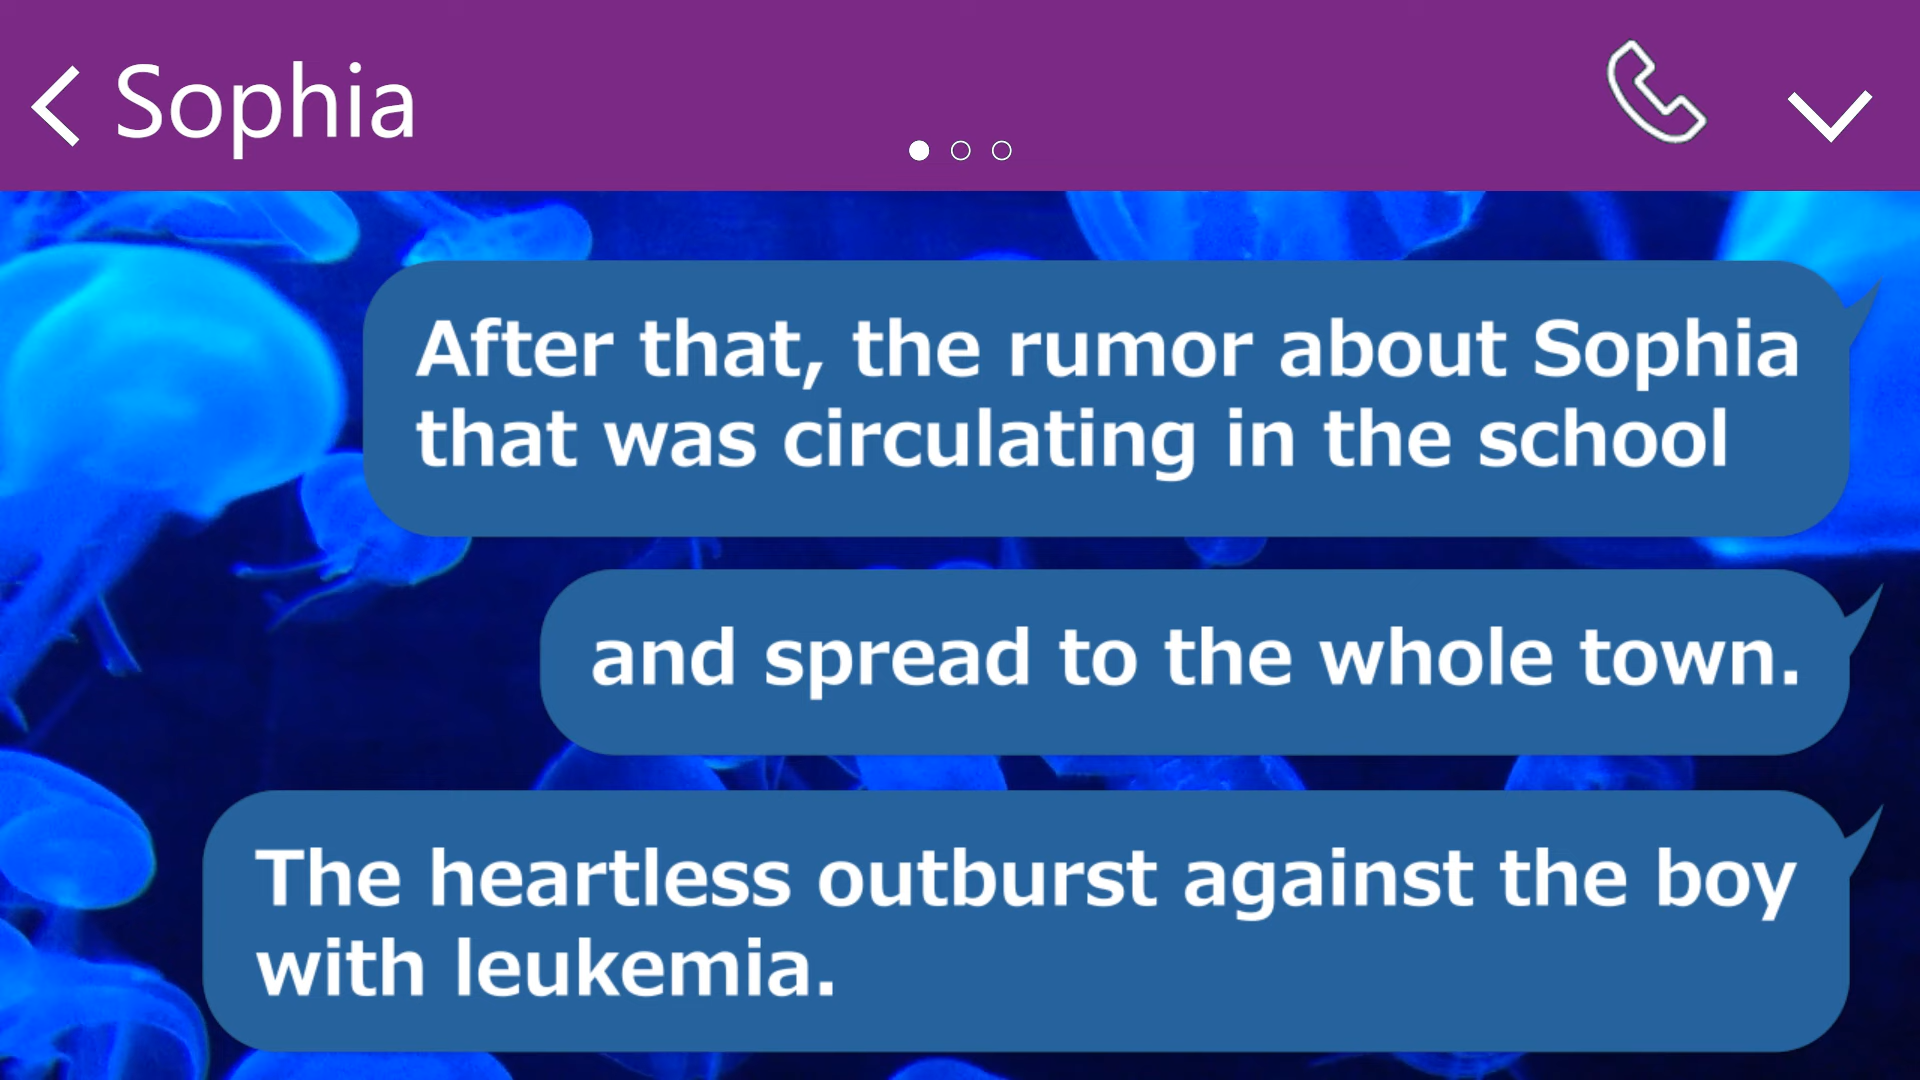 Sophia
After that, the rumor about Sophia
that was circulating in the school
and spread to the whole town.
The heartless outburst against the boy
with leukemia.